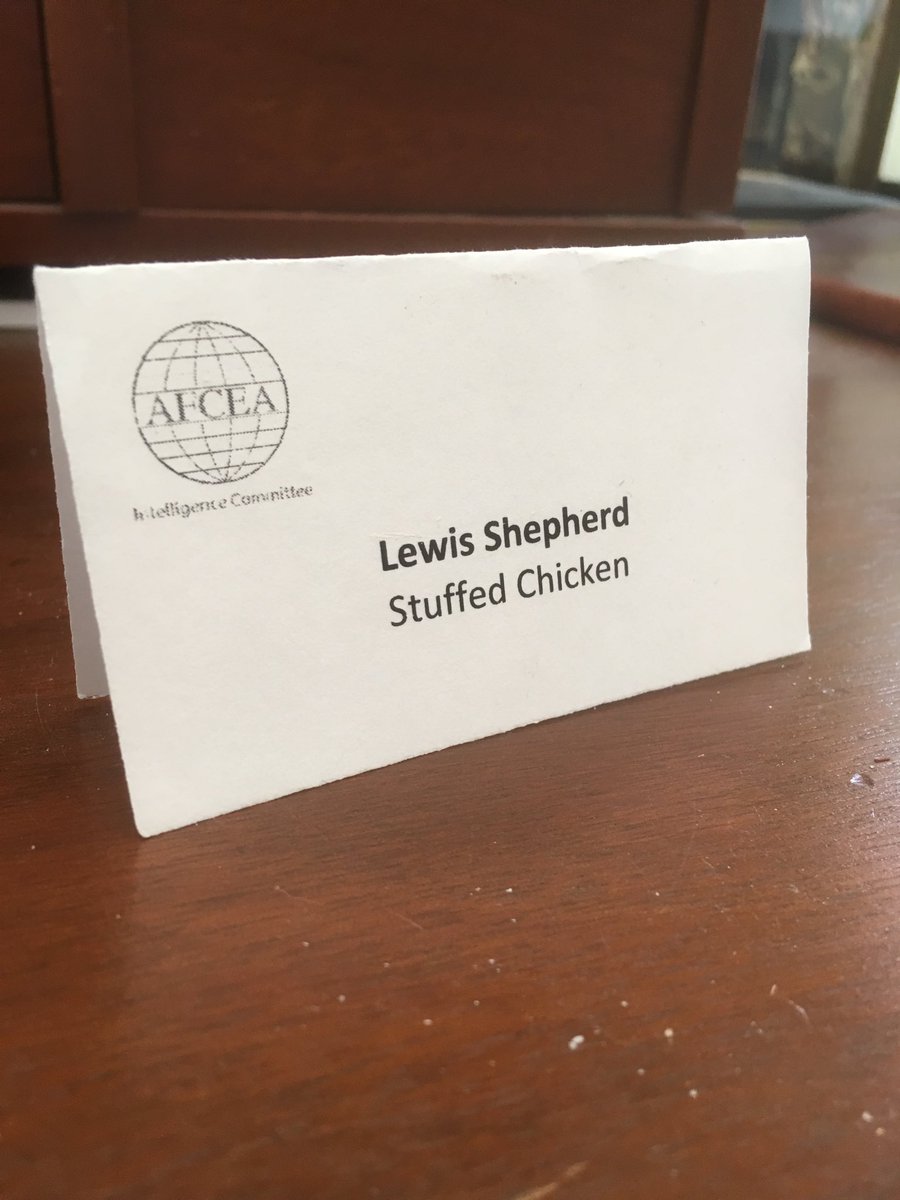 AFCEA
Intelligence Committee
Lewis Shepherd
Stuffed Chicken